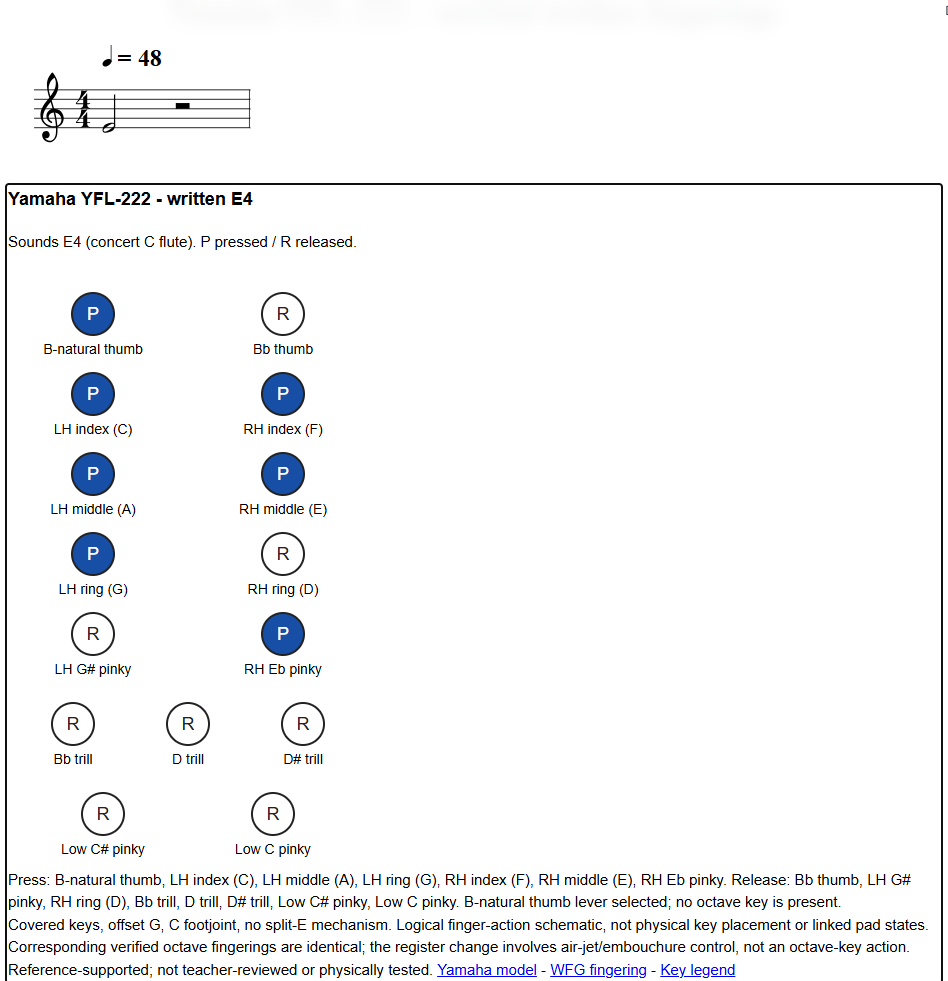 = 48
4
4
Yamaha YFL-222 - written E4
Sounds E4 (concert C flute). P pressed / R released.
P R
B-natural thumb Bb thumb
P P
LH index (C) RH index (F)
P P
LH middle (A) RH middle (E)
P R
LH ring (G) RH ring (D)
R P
LH G# pinky RH Eb pinky
R R R
Bb trill D trill D# trill
R R
Low C# pinky Low C pinky
Press: B-natural thumb, LH index (C), LH middle (A), LH ring (G), RH index (F), RH middle (E), RH Eb pinky. Release: Bb thumb, LH G#
pinky, RH ring (D), Bb trill, D trill, D# trill, Low C# pinky, Low C pinky. B-natural thumb lever selected; no octave key is present.
Covered keys, offset G, C footjoint, no split-E mechanism. Logical finger-action schematic, not physical key placement or linked pad states.
Corresponding verified octave fingerings are identical; the register change involves air-jet/embouchure control, not an octave-key action.
Reference-supported; not teacher-reviewed or physically tested. Yamaha model - WFG fingering - Key legend